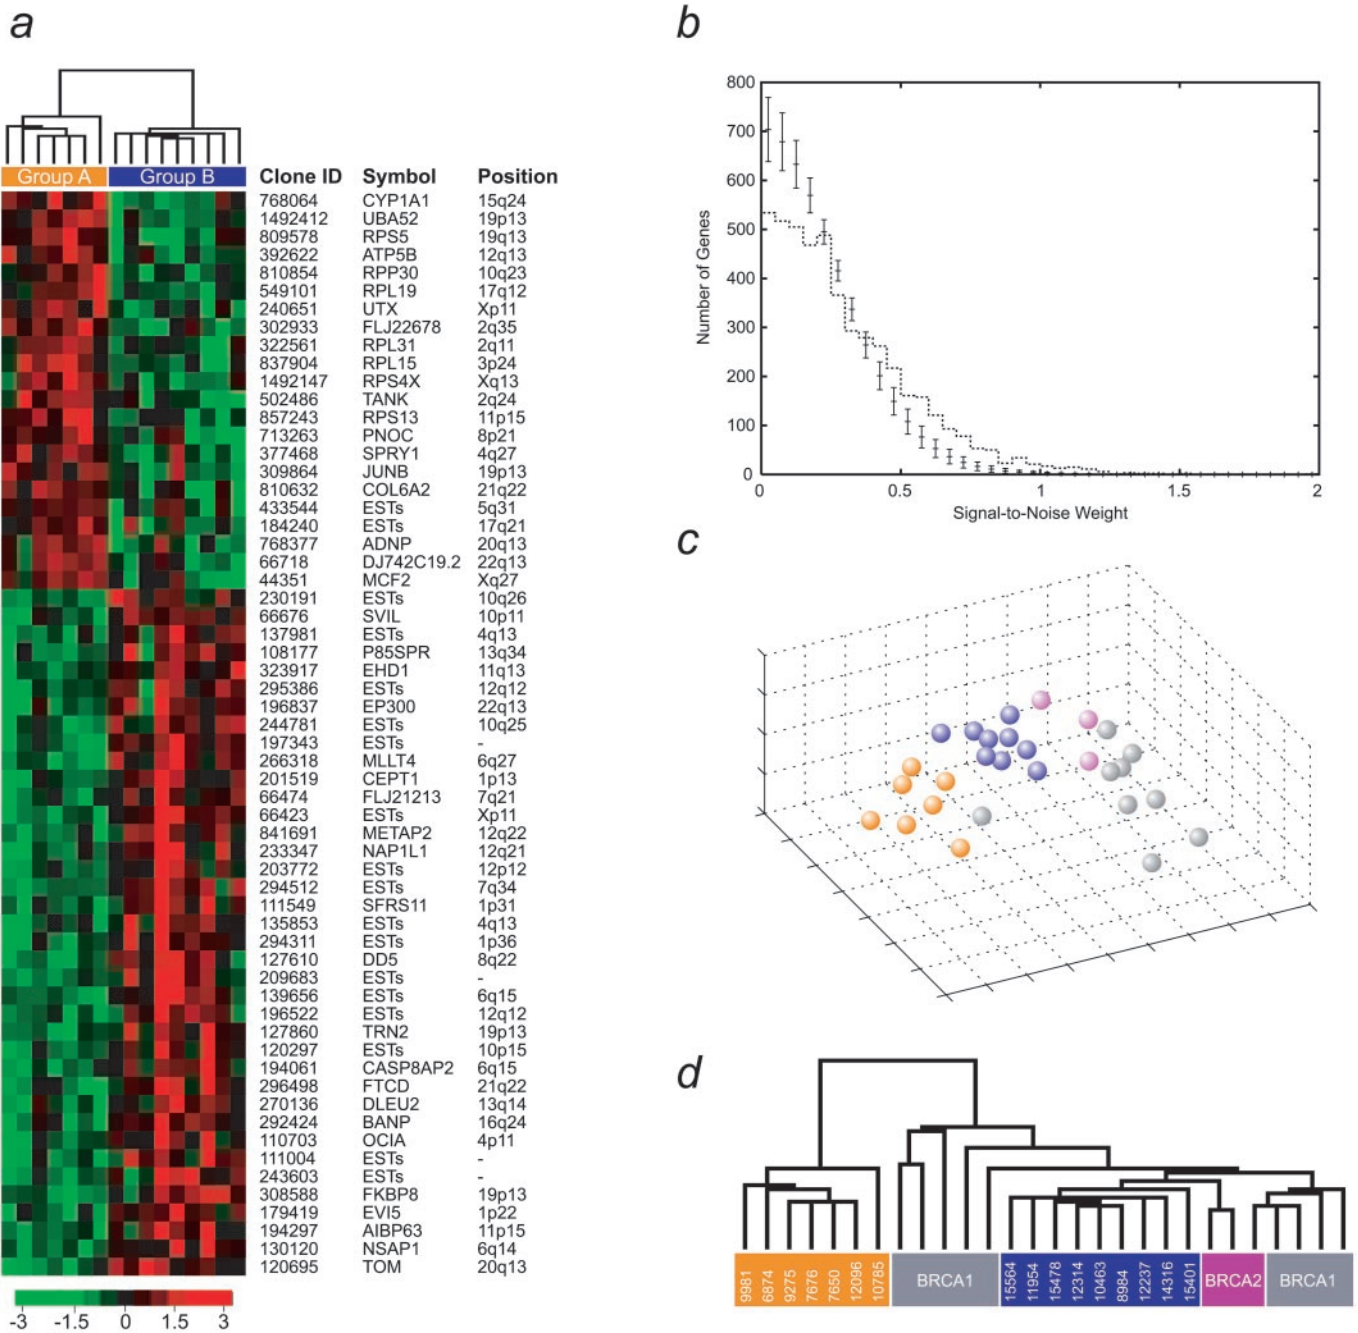 a
Group A Group B
Clone ID Symbol Position
768064 CYP1A1 15q24
1492412 UBA52 19p13
809578 RPS5 19q13
392622 ATP5B 12q13
810854 RPP30 10q23
549101 RPL19 17q12
240651 UTX Xp11
302933 FLJ22678 2q35
322561 RPL31 2q11
837904 RPL15 3p24
1492147 RPS4X Xq13
502486 TANK 2q24
857243 RPS13 11p15
713263 PNOC 8p21
377468 SPRY1 4q27
309864 JUNB 19p13
810632 COL6A2 21q22
433544 ESTs 5q31
184240 ESTs 17q21
768377 ADNP 20q13
66718 DJ742C19.2 22q13
44351 MCF2 Xq27
230191 ESTs 10q26
66676 SVIL 10p11
137981 ESTs 4q13
108177 P85SPR 13q34
323917 EHD1 11q13
295386 ESTs 12q12
196837 EP300 22q13
244781 ESTs 10q25
197343 ESTs -
266318 MLLT4 6q27
201519 CEPT1 1p13
66474 FLJ21213 7q21
66423 ESTs Xp11
841691 METAP2 12q22
233347 NAP1L1 12q21
203772 ESTs 12p12
294512 ESTs 7q34
111549 SFRS11 1p31
135853 ESTs 4q13
294311 ESTs 1p36
127610 DD5 8q22
209683 ESTs -
139656 ESTs 6q15
196522 ESTs 12q12
127860 TRN2 19p13
120297 ESTs 10p15
194061 CASP8AP2 6q15
296498 FTCD 21q22
270136 DLEU2 13q14
292424 BANP 16q24
110703 OCIA 4p11
111004 ESTs -
243603 ESTs -
308588 FKBP8 19p13
179419 EVI5 1p22
194297 AIBP63 11p15
130120 NSAP1 6q14
120695 TOM 20q13
-3 -1.5 0 1.5 3
b
800
700
600
500
400
300
200
100
0
Number of Genes
0 0.5 1 1.5 2
Signal-to-Noise Weight
c
d
9981 6874 9275 7676 7650 12096 10785 BRCA1 15564 11954 15478 12314 10463 8984 12237 14316 15401 BRCA2 BRCA1